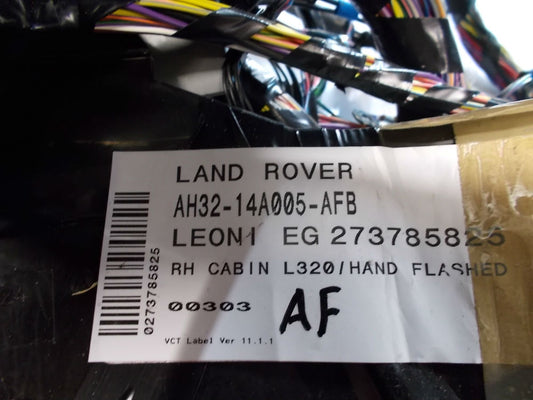 LAND ROVER
AH32-14A005-AFB
LEONI EG 273785825
RH CABIN L320/HAND FLASHED
00303
AF
VCT Label Ver 11.1.1
0273785825